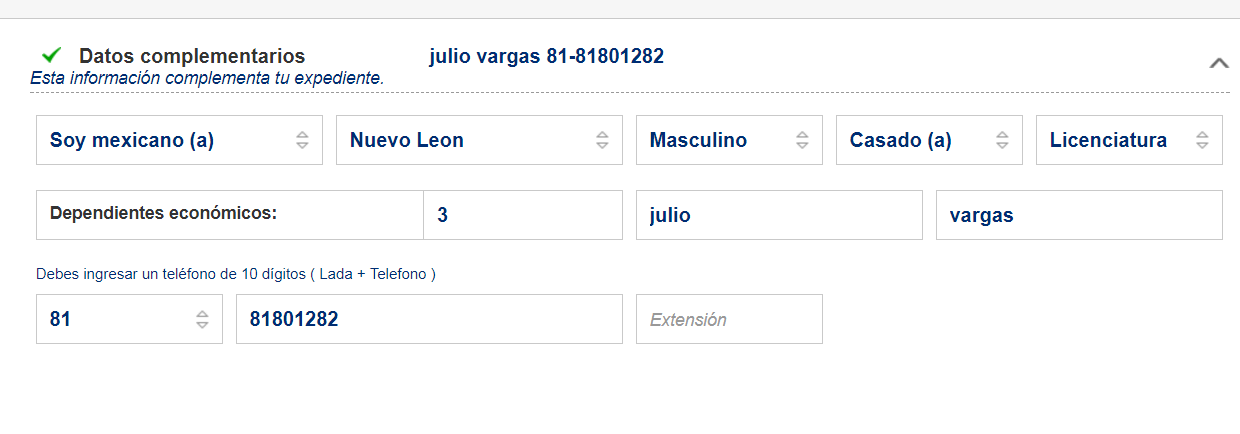 Datos complementarios julio vargas 81-81801282
Esta información complementa tu expediente.
Soy mexicano (a) Nuevo Leon Masculino Casado (a) Licenciatura
Dependientes económicos: 3 julio vargas
Debes ingresar un teléfono de 10 dígitos ( Lada + Telefono )
81 81801282 Extensión